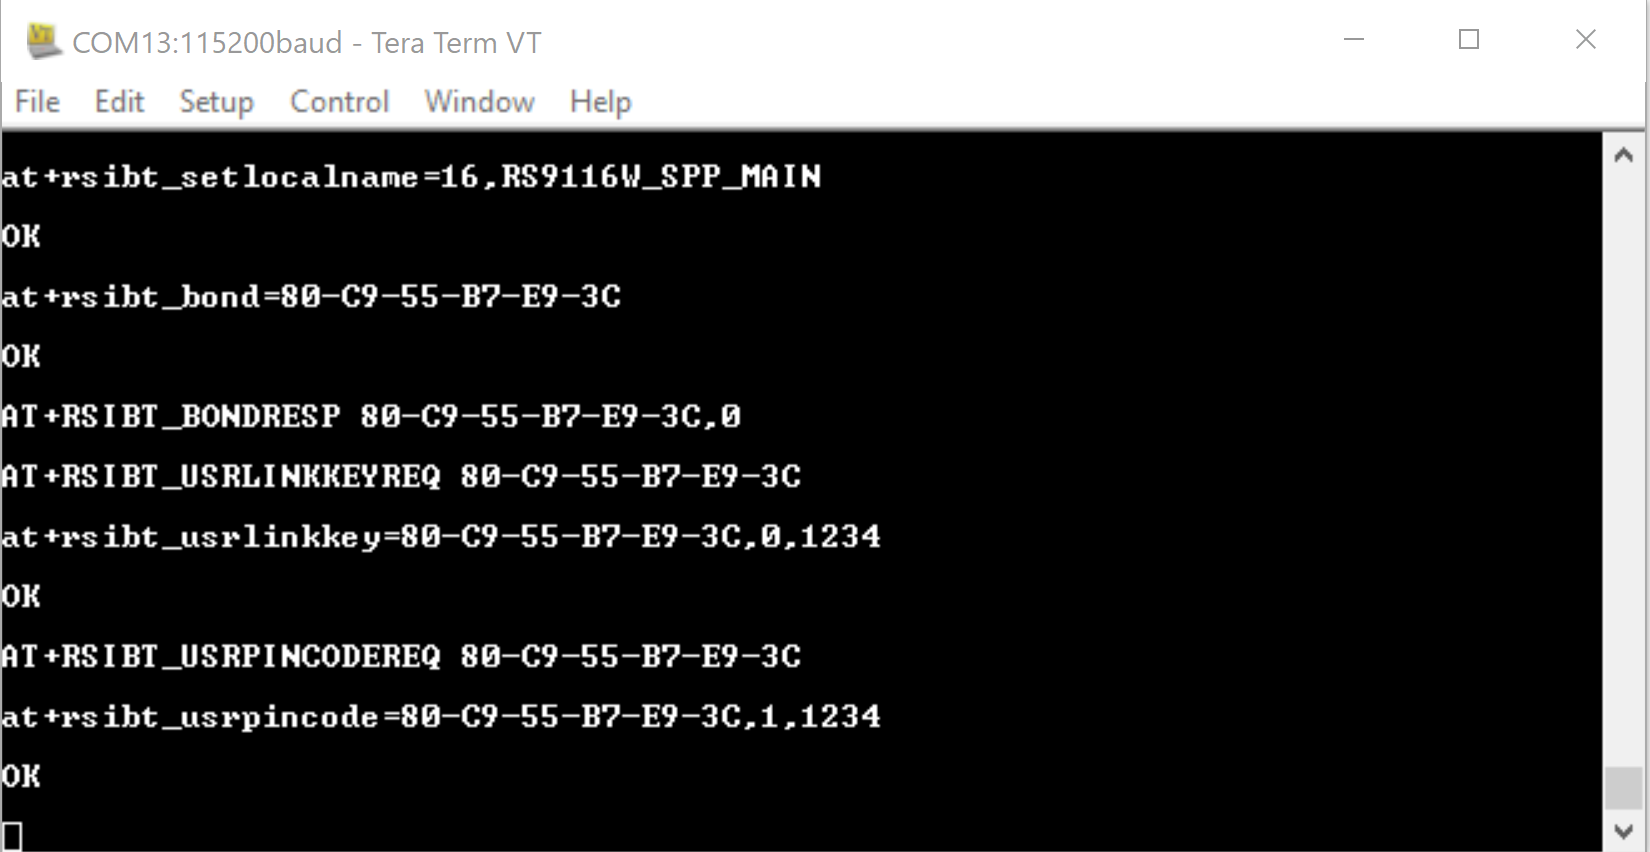 COM13:115200baud - Tera Term VT
File Edit Setup Control Window Help
at+rsibt_setlocalname=16,RS9116W_SPP_MAIN
OK
at+rsibt_bond=80-C9-55-B7-E9-3C
OK
AT+RSIBT_BONDRESP 80-C9-55-B7-E9-3C,0
AT+RSIBT_USRLINKKEYREQ 80-C9-55-B7-E9-3C
at+rsibt_usrlinkkey=80-C9-55-B7-E9-3C,0,1234
OK
AT+RSIBT_USRPINCODEREQ 80-C9-55-B7-E9-3C
at+rsibt_usrpincode=80-C9-55-B7-E9-3C,1,1234
OK